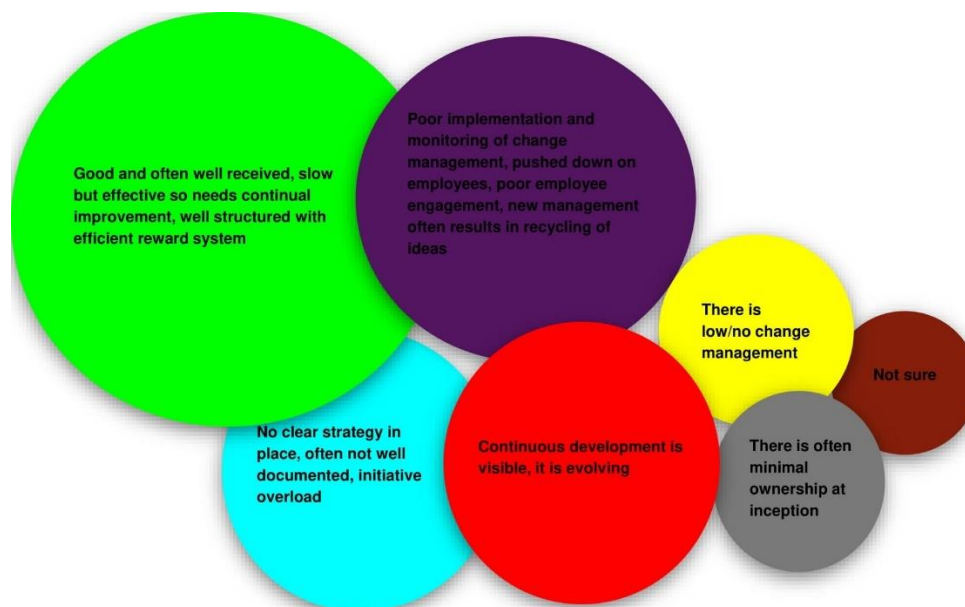 Good and often well received, slow
but effective so needs continual
improvement, well structured with
efficient reward system
Poor implementation and
monitoring of change
management, pushed down on
employees, poor employee
engagement, new management
often results in recycling of
ideas
There is
low/no change
management
Not sure
No clear strategy in
place, often not well
documented, initiative
overload
Continuous development is
visible, it is evolving
There is often
minimal
ownership at
inception